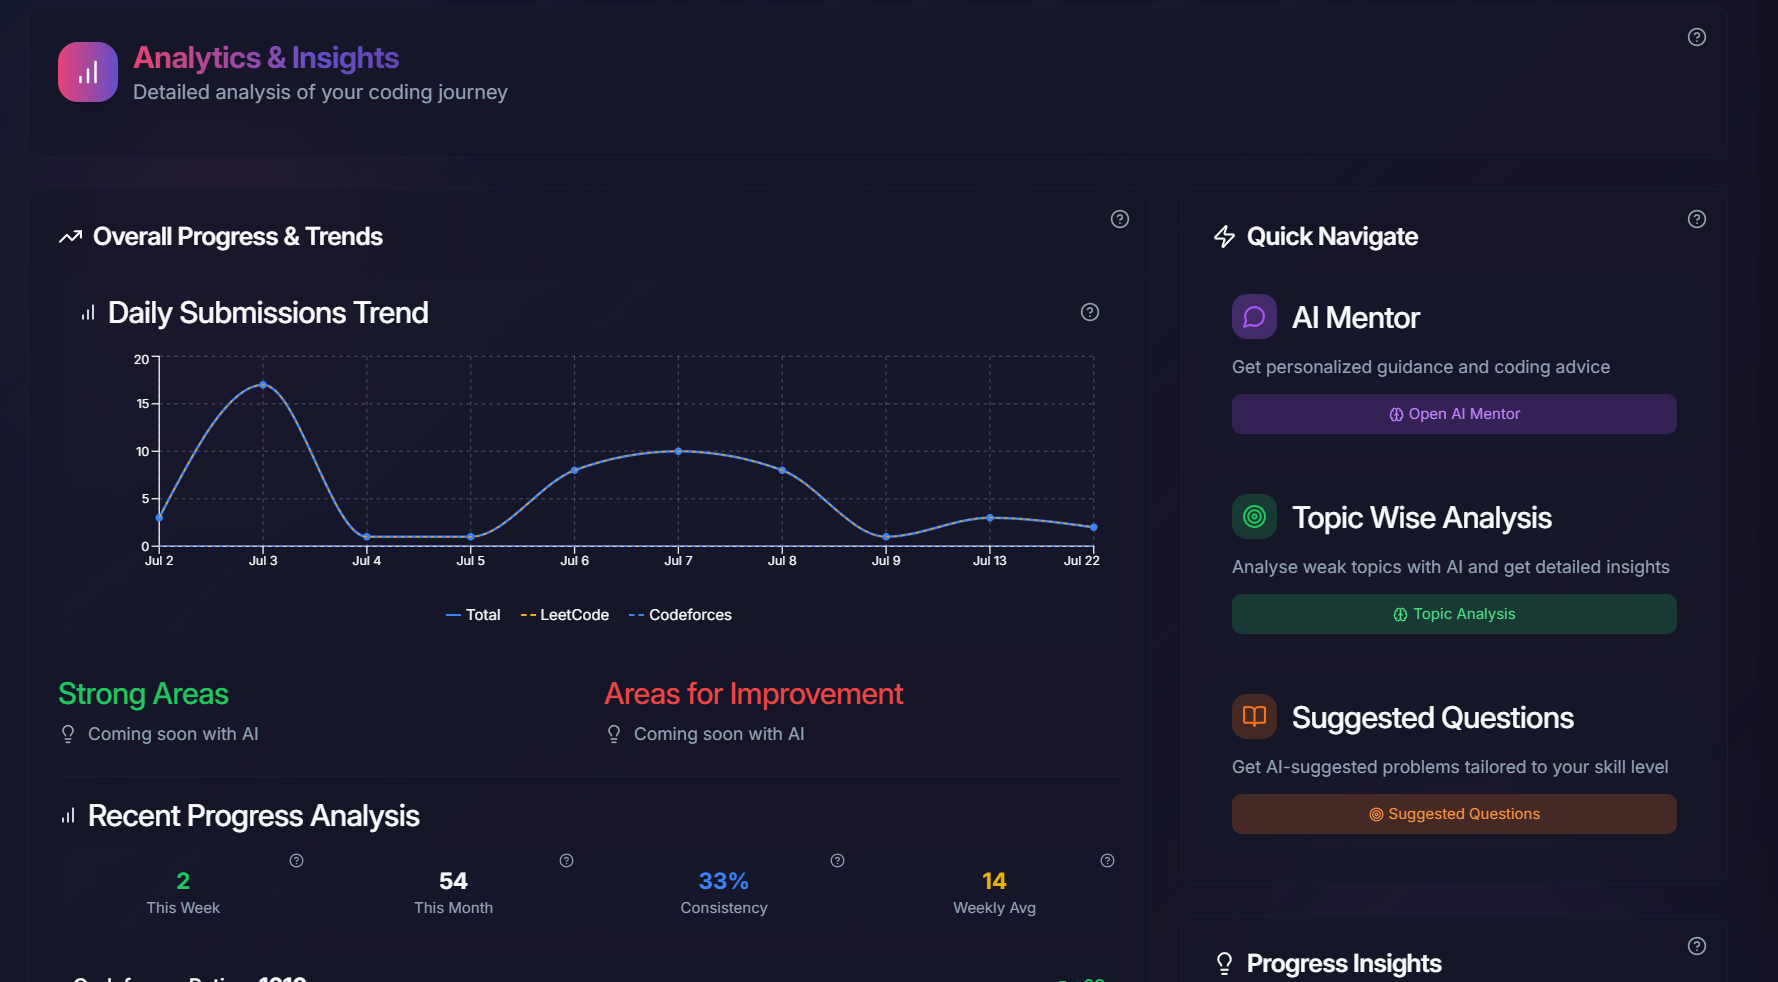 Analytics & Insights
Detailed analysis of your coding journey
Overall Progress & Trends
Daily Submissions Trend
20
15
10
5
0
Jul 2 Jul 3 Jul 4 Jul 5 Jul 6 Jul 7 Jul 8 Jul 9 Jul 13 Jul 22
Total LeetCode Codeforces
Strong Areas
Coming soon with AI
Areas for Improvement
Coming soon with AI
Recent Progress Analysis
2
This Week
54
This Month
33%
Consistency
14
Weekly Avg
Quick Navigate
AI Mentor
Get personalized guidance and coding advice
Open AI Mentor
Topic Wise Analysis
Analyse weak topics with AI and get detailed insights
Topic Analysis
Suggested Questions
Get AI-suggested problems tailored to your skill level
Suggested Questions
Progress Insights